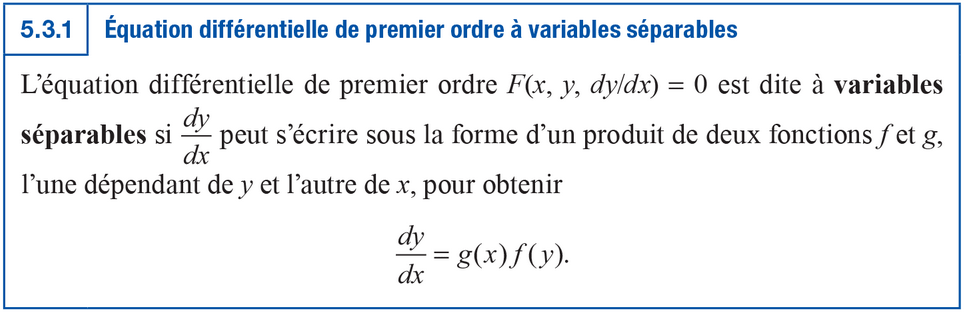 5.3.1 Équation différentielle de premier ordre à variables séparables
L’équation différentielle de premier ordre F(x, y, dy/dx) = 0 est dite à variables
séparables si dy/dx peut s’écrire sous la forme d’un produit de deux fonctions f et g,
l’une dépendant de y et l’autre de x, pour obtenir
dy/dx = g(x) f(y).